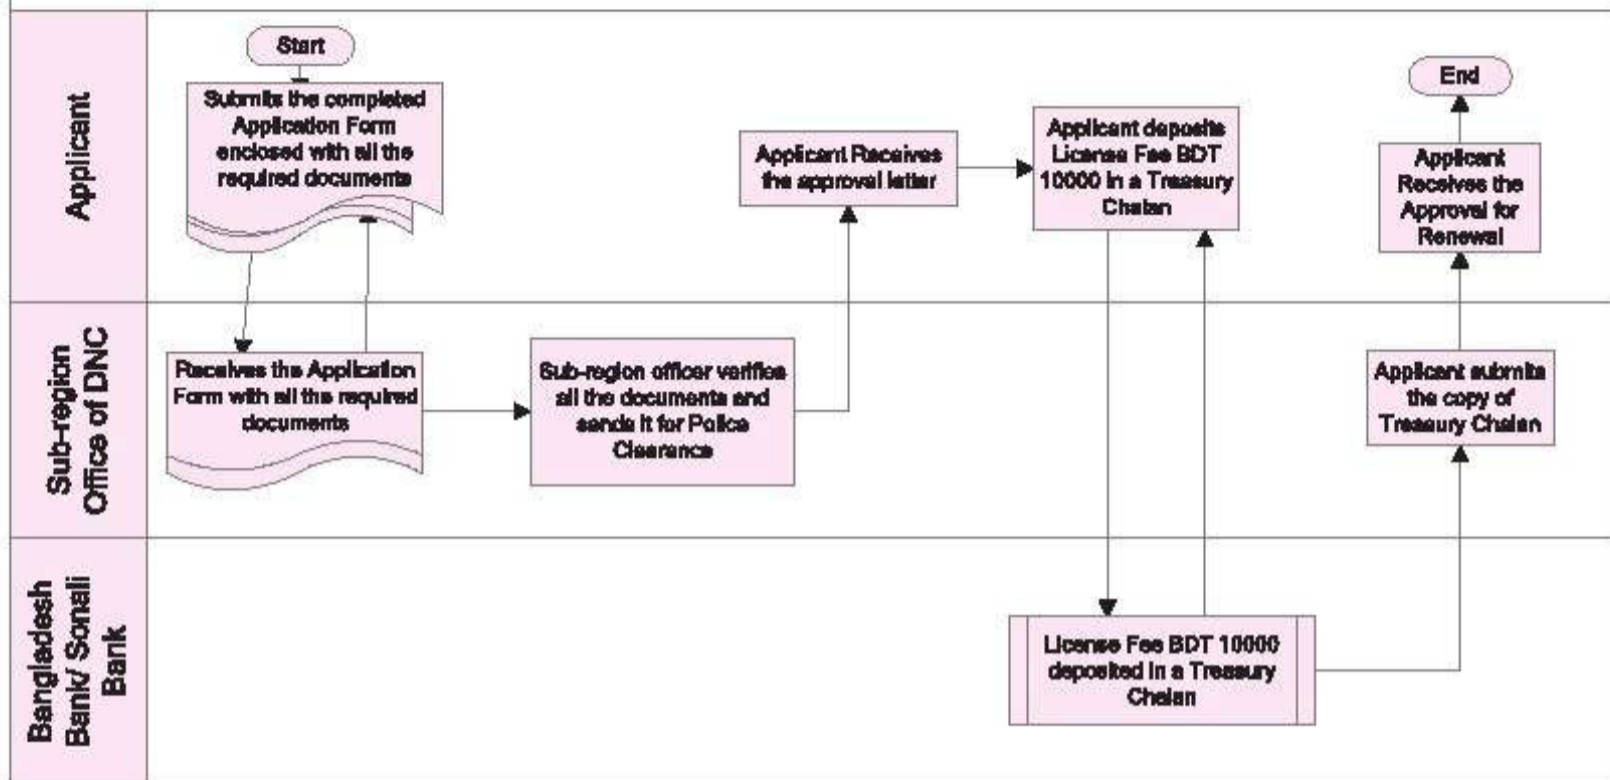 Applicant
Start
Submits the completed
Application Form
enclosed with all the
required documents
Applicant Receives
the approval letter
Applicant deposits
License Fee BDT
10000 in a Treasury
Chalan
End
Applicant
Receives the
Approval for
Renewal
Sub-region
Office of DNC
Receives the Application
Form with all the required
documents
Sub-region officer verifies
all the documents and
sends it for Police
Clearance
Applicant submits
the copy of
Treasury Chalan
Bangladesh
Bank/ Sonali
Bank
License Fee BDT 10000
deposited in a Treasury
Chalan